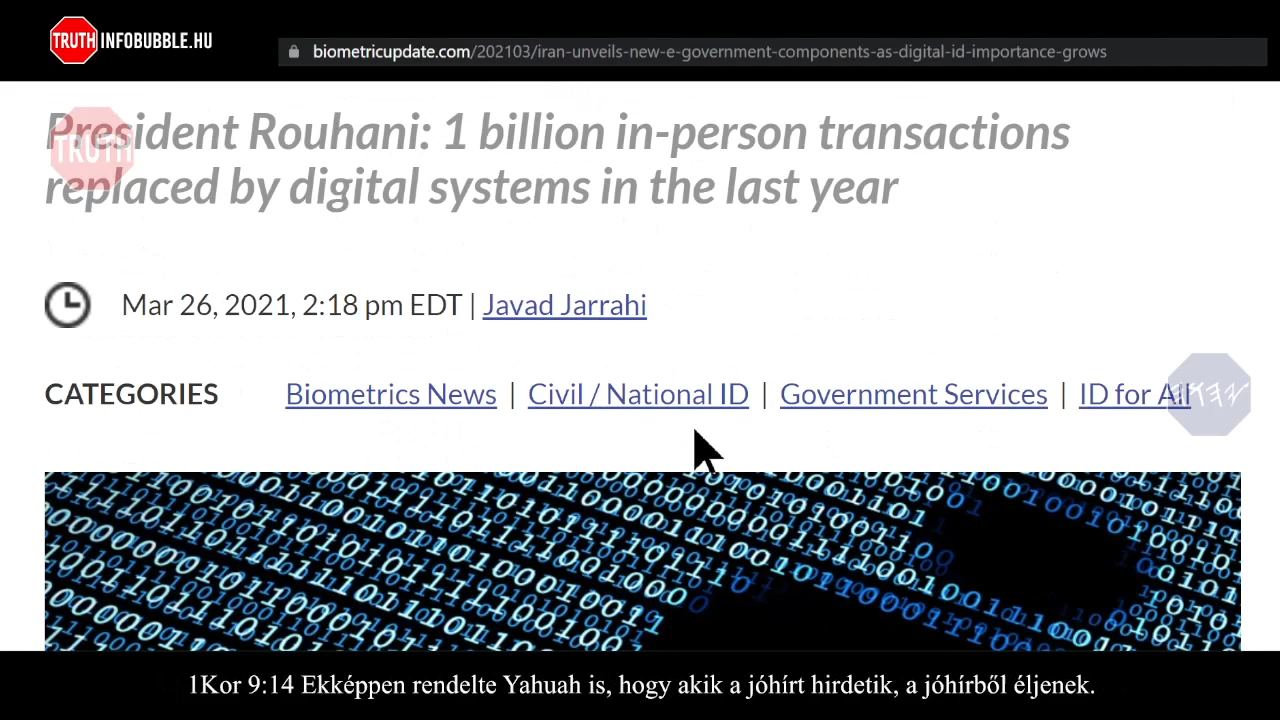 TRUTH INFOBUBBLE.HU
biometricupdate.com/202103/iran-unveils-new-e-government-components-as-digital-id-importance-grows
President Rouhani: 1 billion in-person transactions
replaced by digital systems in the last year
TRUTH
Mar 26, 2021, 2:18 pm EDT | Javad Jarrahi
CATEGORIES Biometrics News | Civil / National ID | Government Services | ID for All
1Kor 9:14 Ekképpen rendelte Yahuah is, hogy akik a jóhírt hirdetik, a jóhírből éljenek.